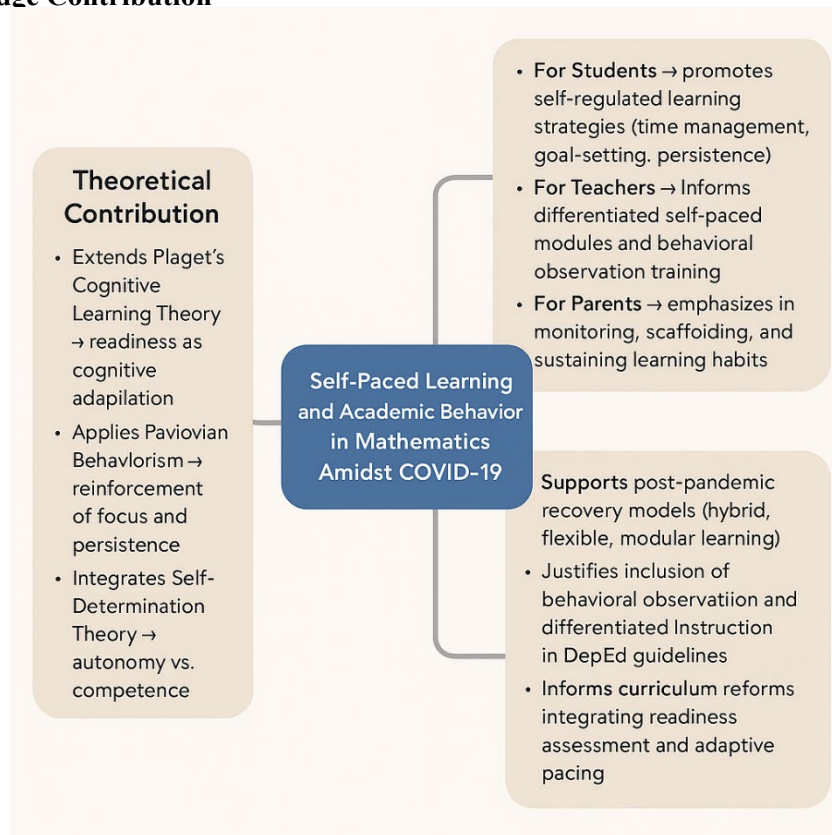 Contribution
Theoretical
Contribution
• Extends Plaget’s
Cognitive
Learning Theory
→ readiness as
cognitive
adapilation
• Applies Paviovian
Behavlorism →
reinforcement
of focus and
persistence
• Integrates Self-
Determination
Theory →
autonomy vs.
competence
Self-Paced Learning
and Academic Behavior
in Mathematics
Amidst COVID-19
• For Students → promotes
self-regulated learning
strategies (time management,
goal-setting. persistence)
• For Teachers → Informs
differentiated self-paced
modules and behavioral
observation training
• For Parents → emphasizes in
monitoring, scaffoiding, and
sustaining learning habits
Supports post-pandemic
recovery models (hybrid,
flexible, modular learning)
• Justifies inclusion of
behavioral observatiion and
differentiated Instruction
in DepEd guidelines
• Informs curriculum reforms
integrating readiness
assessment and adaptive
pacing